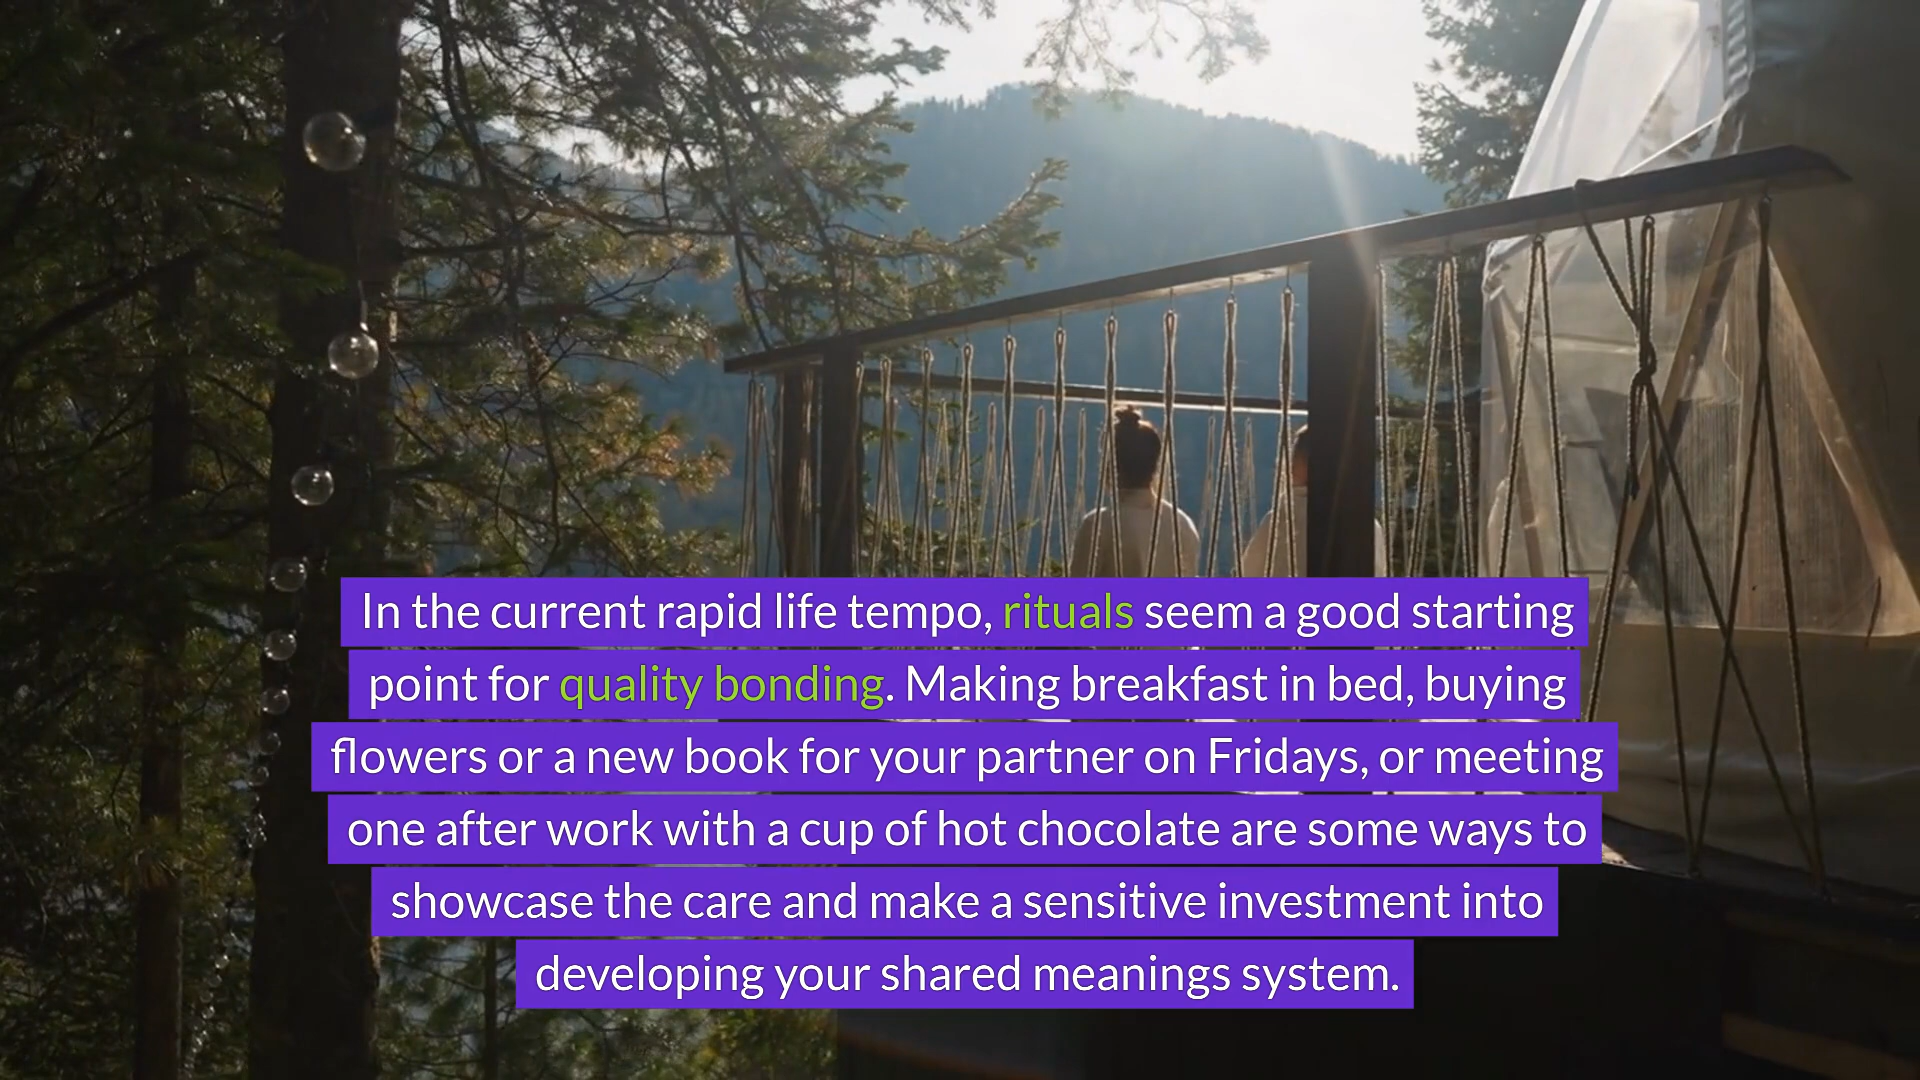 In the current rapid life tempo, rituals seem a good starting
point for quality bonding. Making breakfast in bed, buying
flowers or a new book for your partner on Fridays, or meeting
one after work with a cup of hot chocolate are some ways to
showcase the care and make a sensitive investment into
developing your shared meanings system.